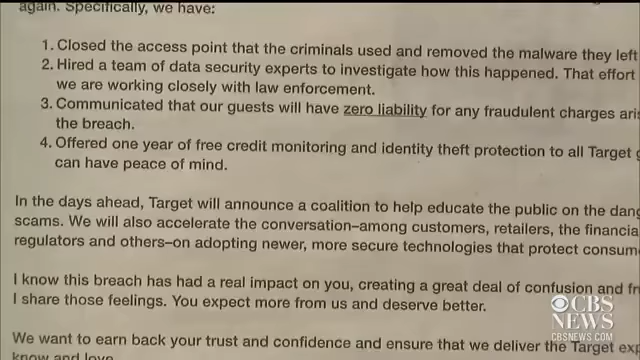 again. Specifically, we have:
1. Closed the access point that the criminals used and removed the malware they left
2. Hired a team of data security experts to investigate how this happened. That effort
we are working closely with law enforcement.
3. Communicated that our guests will have zero liability for any fraudulent charges aris
the breach.
4. Offered one year of free credit monitoring and identity theft protection to all Target g
can have peace of mind.
In the days ahead, Target will announce a coalition to help educate the public on the dang
scams. We will also accelerate the conversation–among customers, retailers, the financia
regulators and others–on adopting newer, more secure technologies that protect consum
I know this breach has had a real impact on you, creating a great deal of confusion and fr
I share those feelings. You expect more from us and deserve better.
We want to earn back your trust and confidence and ensure that we deliver the Target exp
know and love.
CBS
NEWS
CBSNEWS.COM